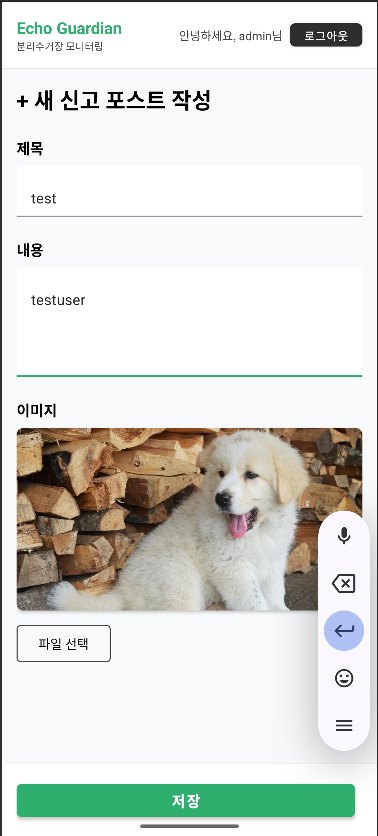 Echo Guardian
분리수거장 모니터링
안녕하세요, admin님
로그아웃
+ 새 신고 포스트 작성
제목
test
내용
testuser
이미지
파일 선택
저장